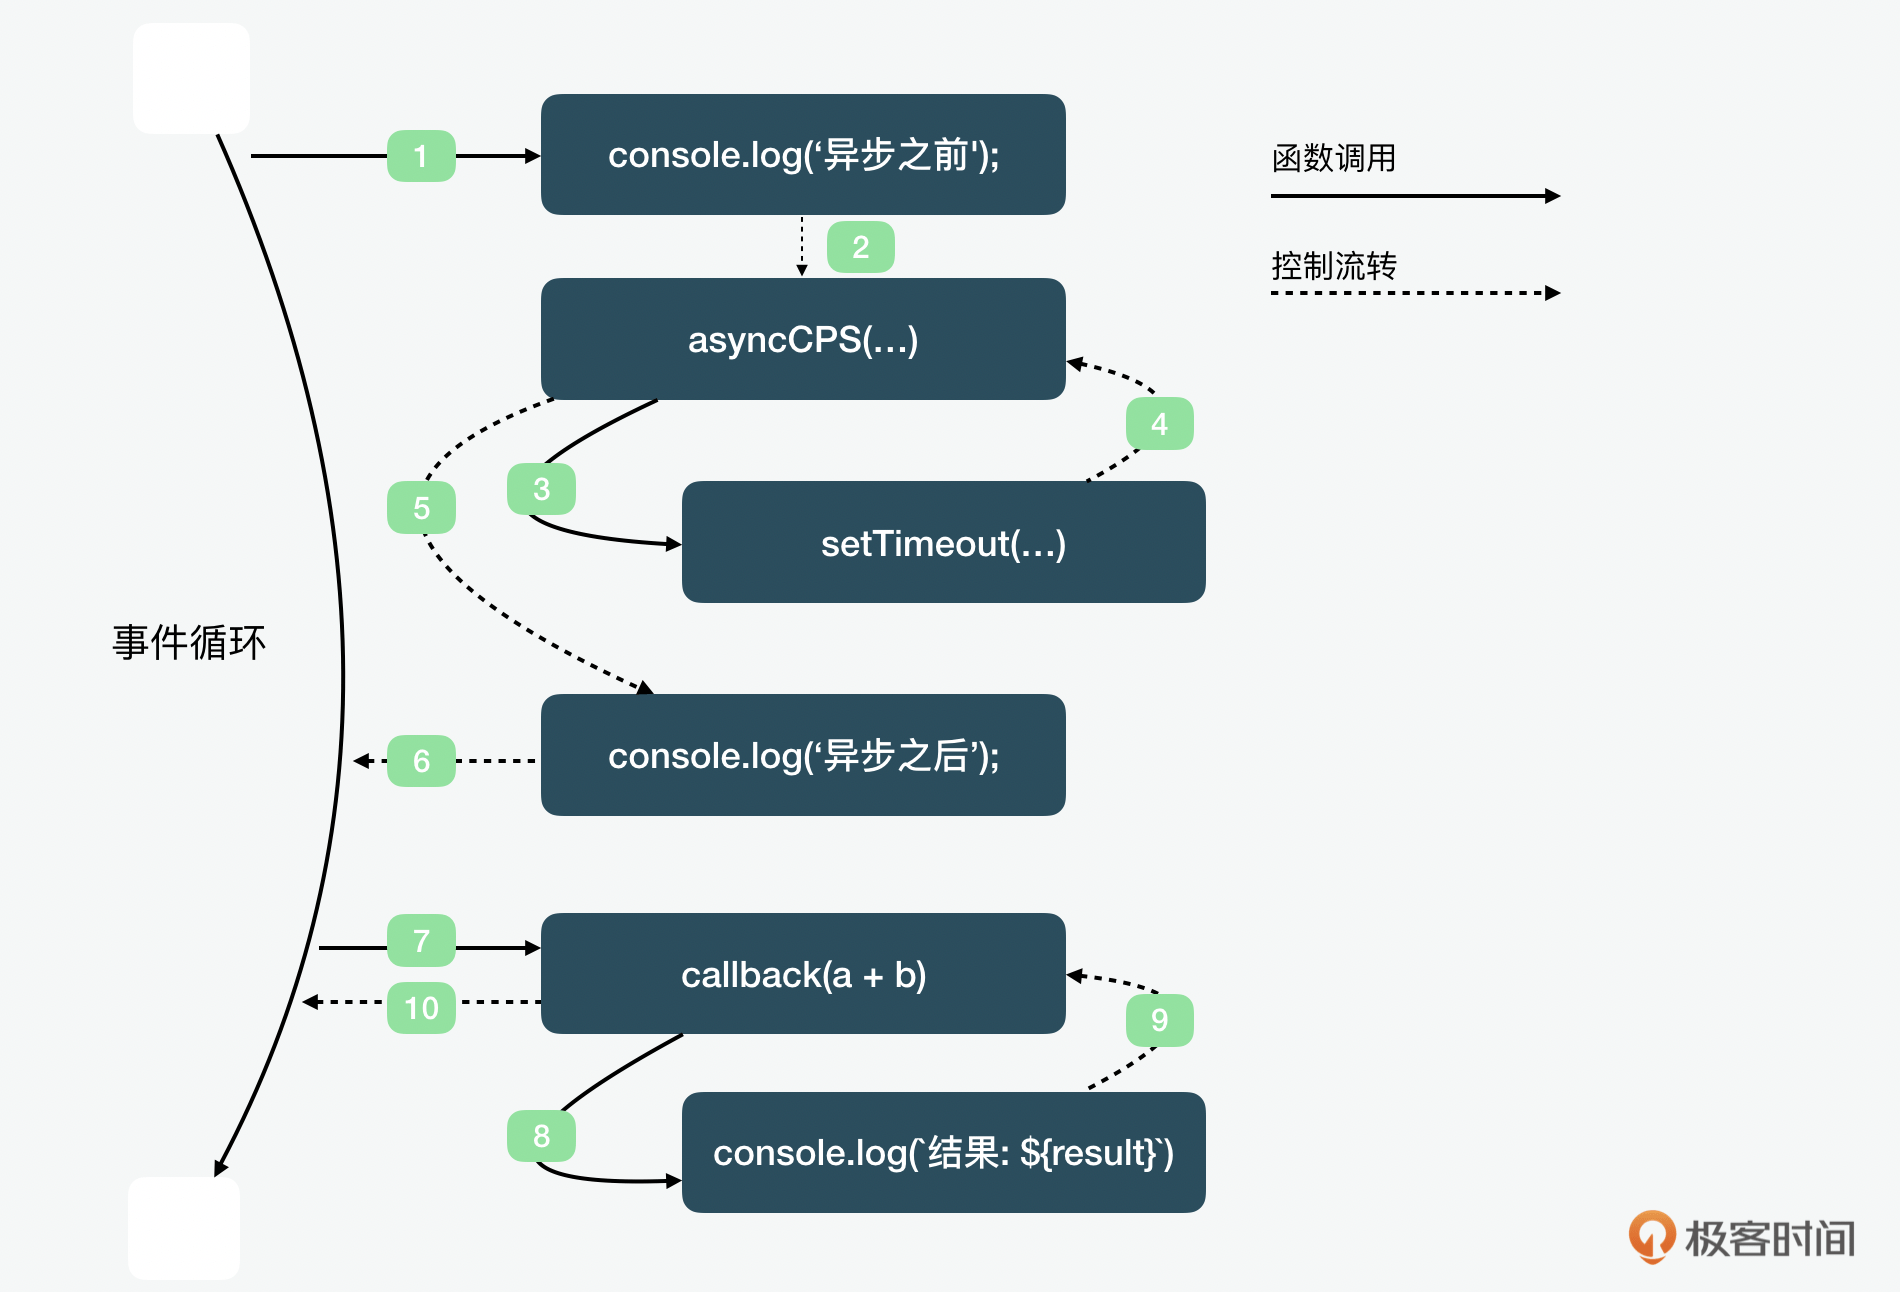 1
console.log(‘异步之前');
函数调用
2
控制流转
asyncCPS(...)
4
3
5
setTimeout(...)
事件循环
6
console.log(‘异步之后’);
7
callback(a + b)
10
9
8
console.log(`结果: ${result}`)
极客时间